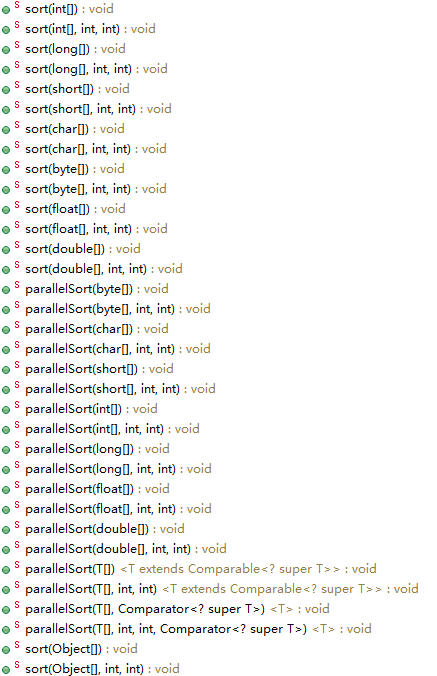 S sort(int[]) : void
S sort(int[], int, int) : void
S sort(long[]) : void
S sort(long[], int, int) : void
S sort(short[]) : void
S sort(short[], int, int) : void
S sort(char[]) : void
S sort(char[], int, int) : void
S sort(byte[]) : void
S sort(byte[], int, int) : void
S sort(float[]) : void
S sort(float[], int, int) : void
S sort(double[]) : void
S sort(double[], int, int) : void
S parallelSort(byte[]) : void
S parallelSort(byte[], int, int) : void
S parallelSort(char[]) : void
S parallelSort(char[], int, int) : void
S parallelSort(short[]) : void
S parallelSort(short[], int, int) : void
S parallelSort(int[]) : void
S parallelSort(int[], int, int) : void
S parallelSort(long[]) : void
S parallelSort(long[], int, int) : void
S parallelSort(float[]) : void
S parallelSort(float[], int, int) : void
S parallelSort(double[]) : void
S parallelSort(double[], int, int) : void
S parallelSort(T[]) <T extends Comparable<? super T>> : void
S parallelSort(T[], int, int) <T extends Comparable<? super T>> : void
S parallelSort(T[], Comparator<? super T>) <T> : void
S parallelSort(T[], int, int, Comparator<? super T>) <T> : void
S sort(Object[]) : void
S sort(Object[], int, int) : void